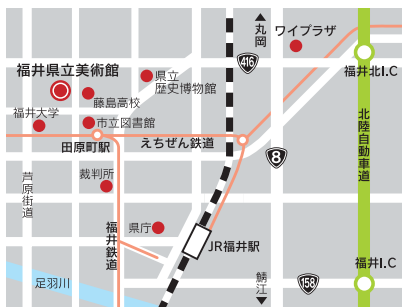 ▲丸岡
ワイプラザ
416
福井県立美術館
県立
歴史博物館
福井北I.C
藤島高校
福井大学
市立図書館
田原町駅
えちぜん鉄道
8
北陸自動車道
芦原街道
裁判所
福井鉄道
県庁
JR福井駅
福井I.C
足羽川
鯖江▼
158